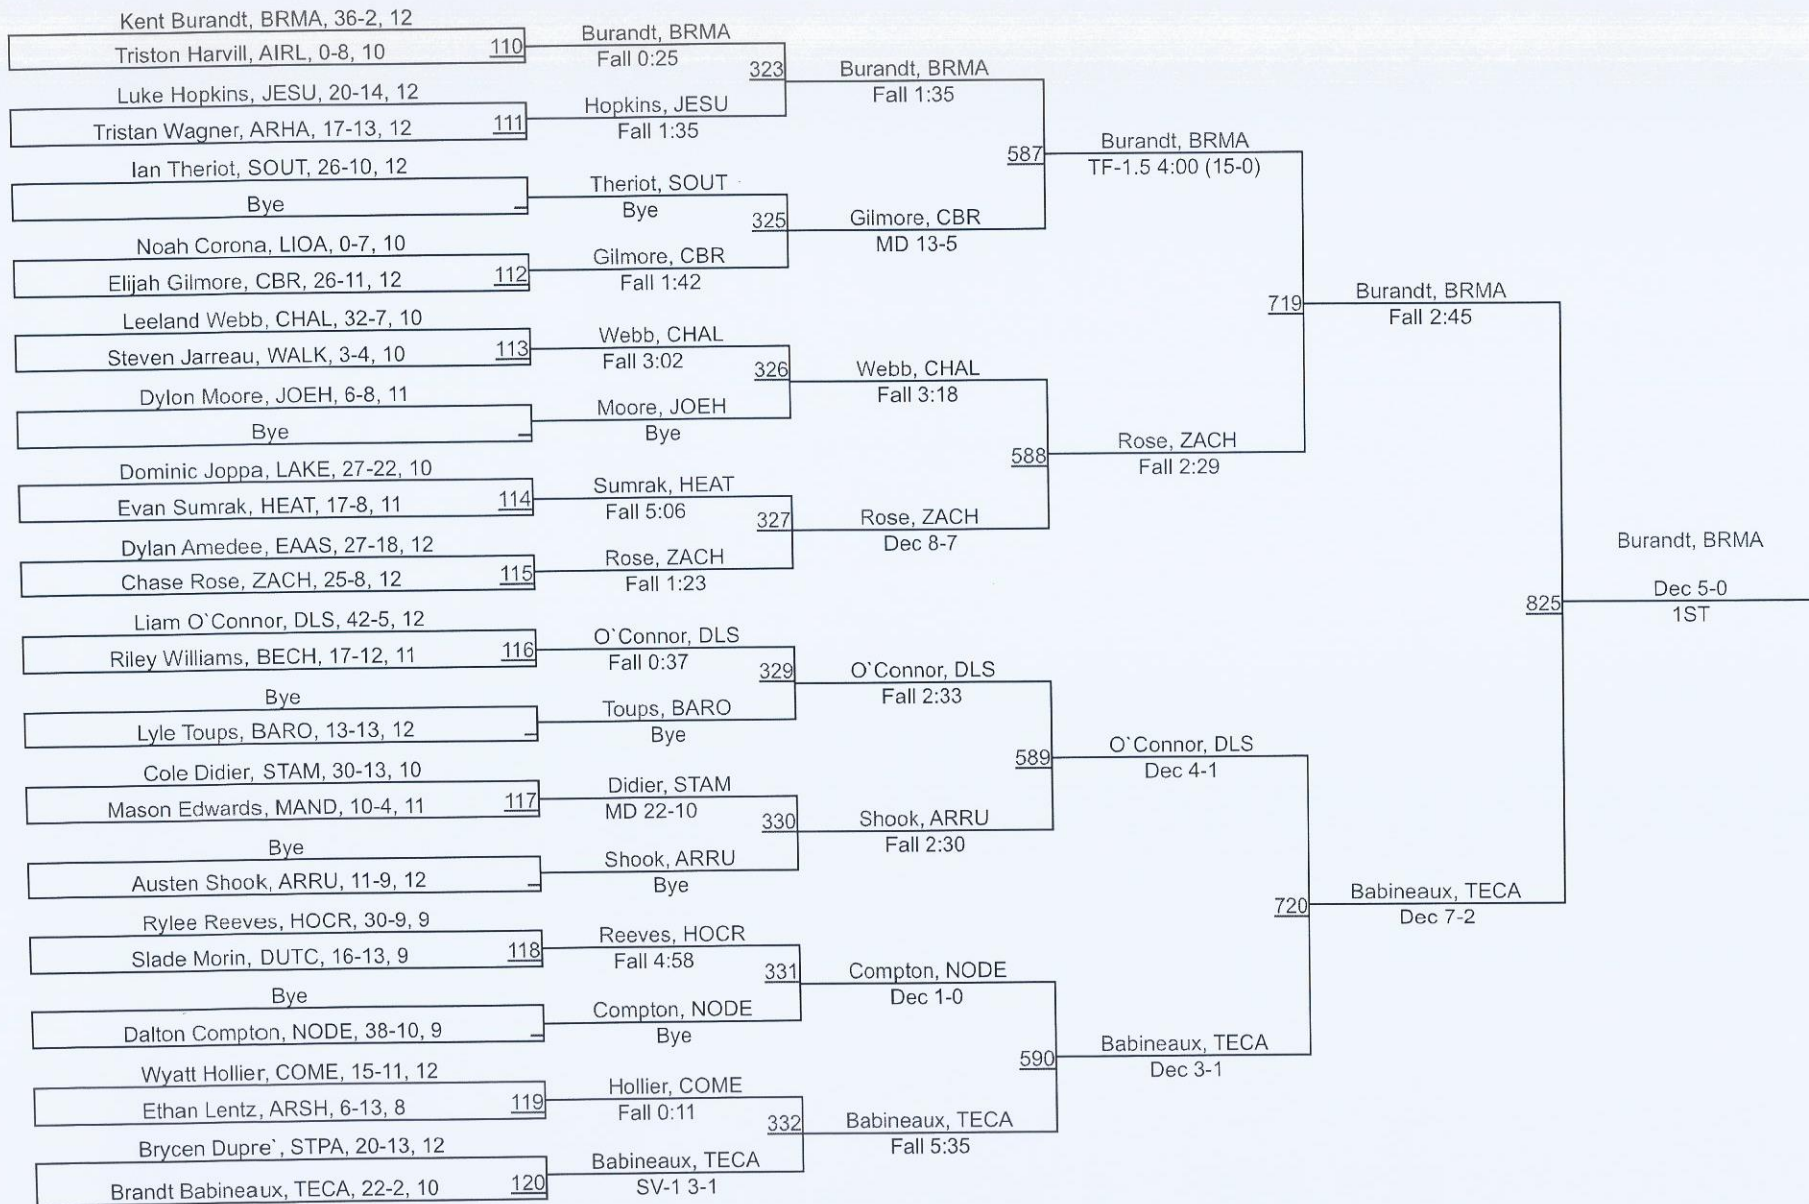 Kent Burandt, BRMA, 36-2, 12
Triston Harvill, AIRL, 0-8, 10
110
Luke Hopkins, JESU, 20-14, 12
Tristan Wagner, ARHA, 17-13, 12
111
Ian Theriot, SOUT, 26-10, 12
Bye
Noah Corona, LIOA, 0-7, 10
Elijah Gilmore, CBR, 26-11, 12
112
Leeland Webb, CHAL, 32-7, 10
Steven Jarreau, WALK, 3-4, 10
113
Dylon Moore, JOEH, 6-8, 11
Bye
Dominic Joppa, LAKE, 27-22, 10
Evan Sumrak, HEAT, 17-8, 11
114
Dylan Amedee, EAAS, 27-18, 12
Chase Rose, ZACH, 25-8, 12
115
Liam O`Connor, DLS, 42-5, 12
Riley Williams, BECH, 17-12, 11
116
Bye
Lyle Toups, BARO, 13-13, 12
Cole Didier, STAM, 30-13, 10
Mason Edwards, MAND, 10-4, 11
117
Bye
Austen Shook, ARRU, 11-9, 12
Rylee Reeves, HOCR, 30-9, 9
Slade Morin, DUTC, 16-13, 9
118
Bye
Dalton Compton, NODE, 38-10, 9
Wyatt Hollier, COME, 15-11, 12
Ethan Lentz, ARSH, 6-13, 8
119
Brycen Dupre`, STPA, 20-13, 12
Brandt Babineaux, TECA, 22-2, 10
120
Burandt, BRMA
Fall 0:25
323
Hopkins, JESU
Fall 1:35
Theriot, SOUT
Bye
325
Gilmore, CBR
Fall 1:42
Webb, CHAL
Fall 3:02
326
Moore, JOEH
Bye
Sumrak, HEAT
Fall 5:06
327
Rose, ZACH
Fall 1:23
O`Connor, DLS
Fall 0:37
329
Toups, BARO
Bye
Didier, STAM
MD 22-10
330
Shook, ARRU
Bye
Reeves, HOCR
Fall 4:58
331
Compton, NODE
Bye
Hollier, COME
Fall 0:11
332
Babineaux, TECA
SV-1 3-1
Burandt, BRMA
Fall 1:35
587
Gilmore, CBR
MD 13-5
Webb, CHAL
Fall 3:18
588
Rose, ZACH
Dec 8-7
O`Connor, DLS
Fall 2:33
589
Shook, ARRU
Fall 2:30
Compton, NODE
Dec 1-0
590
Babineaux, TECA
Fall 5:35
Burandt, BRMA
TF-1.5 4:00 (15-0)
719
Rose, ZACH
Fall 2:29
O`Connor, DLS
Dec 4-1
720
Babineaux, TECA
Dec 3-1
Burandt, BRMA
Fall 2:45
825
Babineaux, TECA
Dec 7-2
Burandt, BRMA
Dec 5-0
1ST